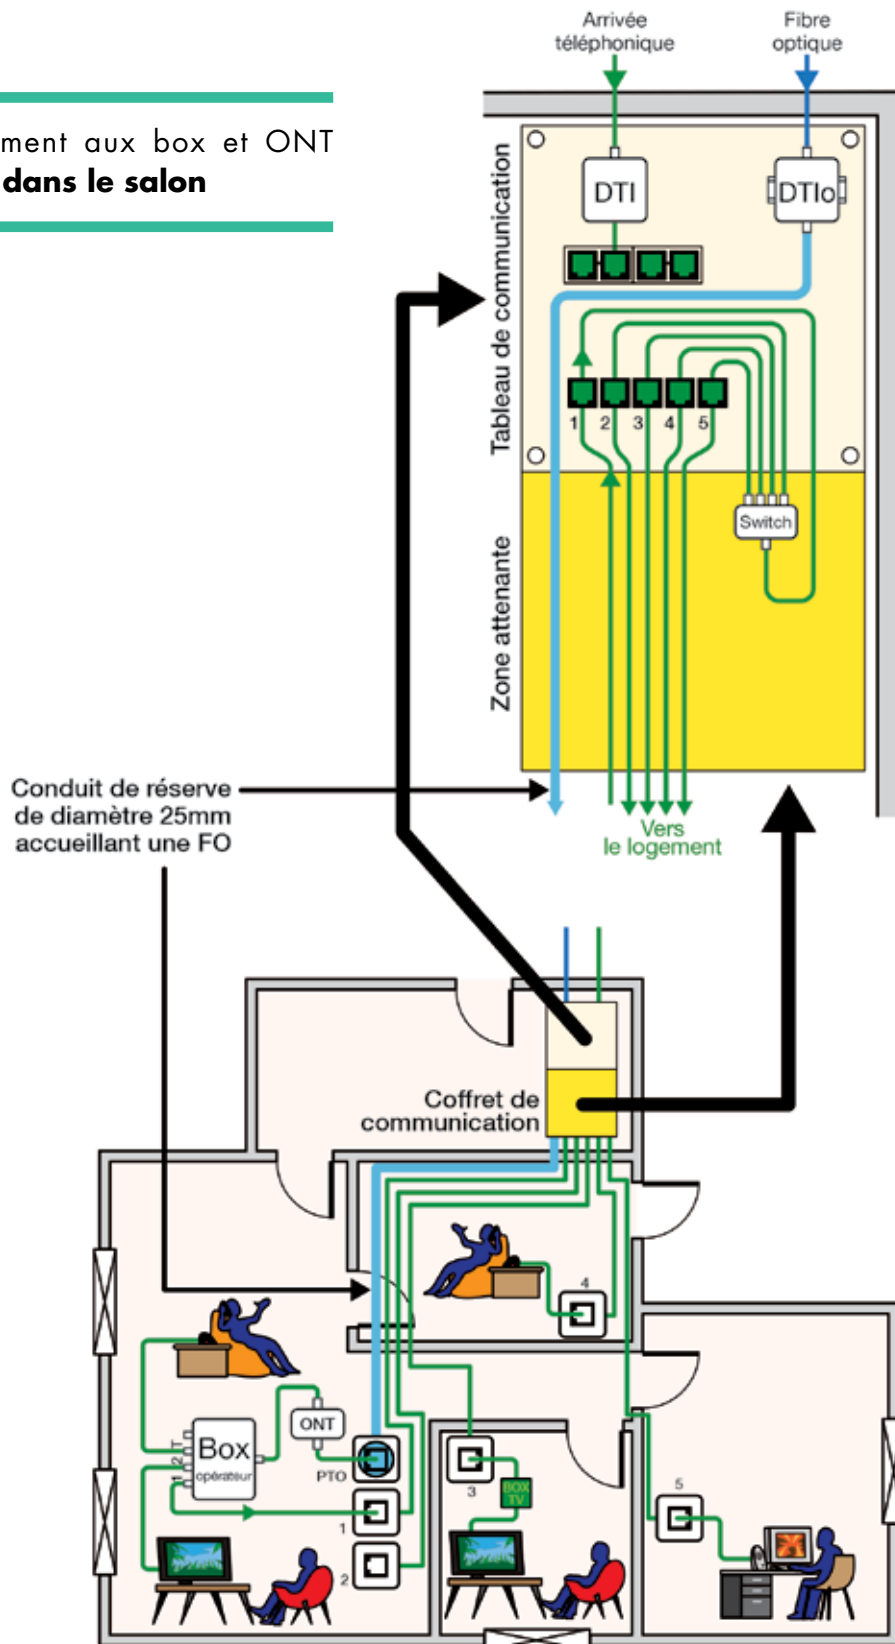 Arrivée
téléphonique
Fibre
optique
ment aux box et ONT
dans le salon
Tableau de communication
DTI
DTIo
1 2 3 4 5
Switch
Zone attenante
Conduit de réserve
de diamètre 25mm
accueillant une FO
Vers
le logement
Coffret de
communication
4
ONT
T
2
1
Box
opérateur
PTO
1
2
3
BOX
TV
5